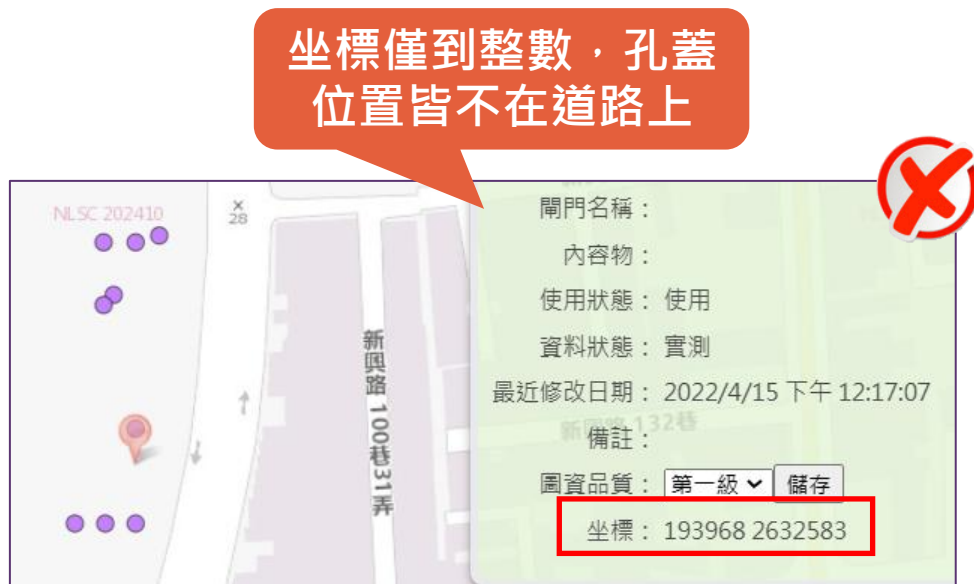 坐標僅到整數，孔蓋
位置皆不在道路上
NLSC 202410
×
28
閘門名稱：
內容物：
使用狀態： 使用
資料狀態： 實測
最近修改日期： 2022/4/15 下午 12:17:07
新興路 132巷
備註：
圖資品質： 第一級 儲存
坐標： 193968 2632583
新興路 100巷31弄